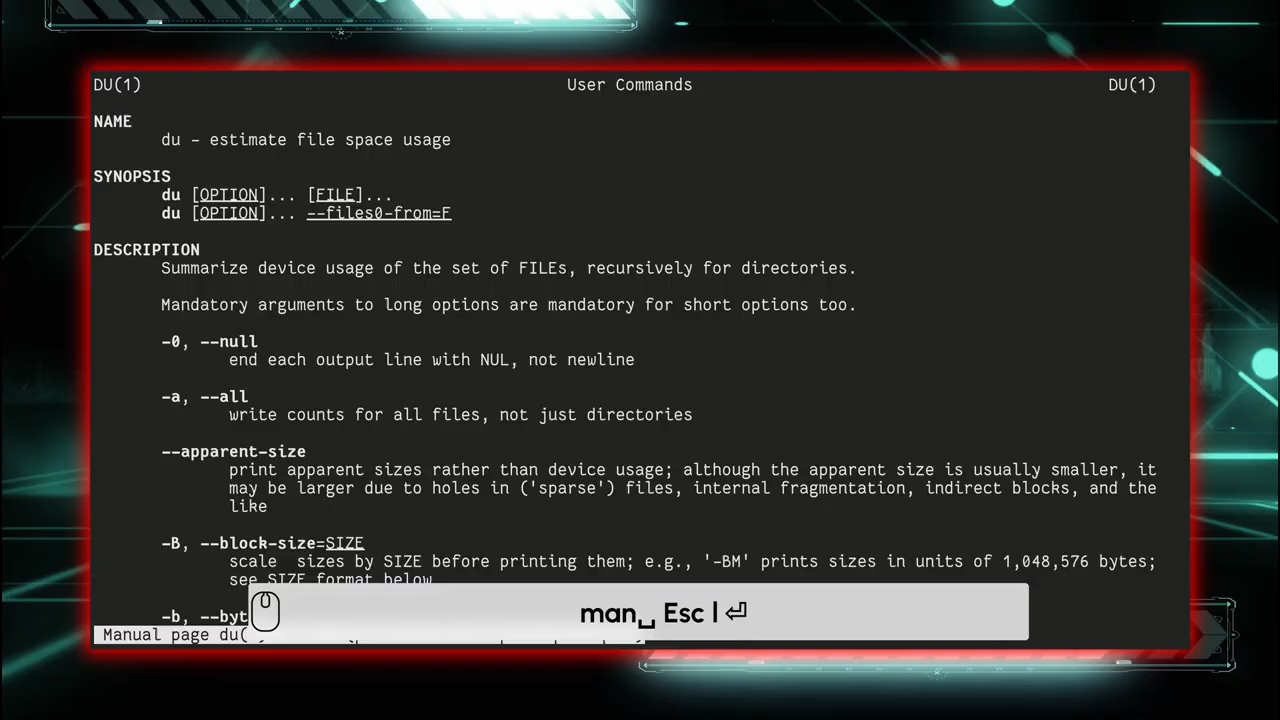 DU(1) User Commands DU(1)
NAME
du - estimate file space usage
SYNOPSIS
du [OPTION]... [FILE]...
du [OPTION]... --files0-from=F
DESCRIPTION
Summarize device usage of the set of FILEs, recursively for directories.
Mandatory arguments to long options are mandatory for short options too.
-0, --null
end each output line with NUL, not newline
-a, --all
write counts for all files, not just directories
--apparent-size
print apparent sizes rather than device usage; although the apparent size is usually smaller, it
may be larger due to holes in ('sparse') files, internal fragmentation, indirect blocks, and the
like
-B, --block-size=SIZE
scale sizes by SIZE before printing them; e.g., '-BM' prints sizes in units of 1,048,576 bytes;
see SIZE format below
-b, --byt
man␣ Esc | ⏎
Manual page du(